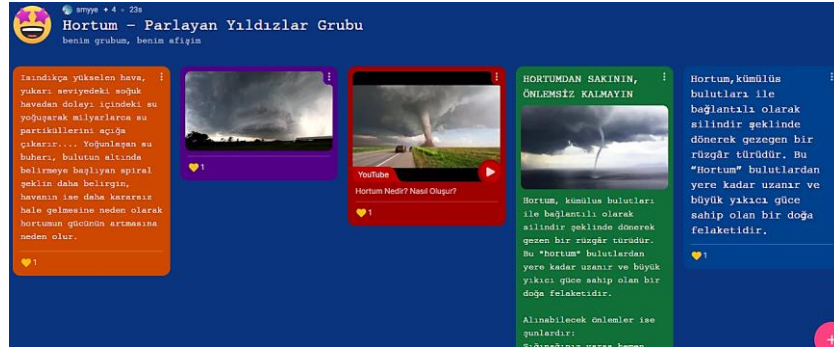 smyye + 4 • 23s
Hortum – Parlayan Yıldızlar Grubu
benim grubum, benim afişim
Isındıkça yükselen hava,
yukarı seviyedeki soğuk
havadan dolayı içindeki su
yoğuşarak milyarlarca su
partiküllerini açığa
çıkarır.... Yoğunlaşan su
buharı, bulutun altında
belirmeye başlıyan spiral
şeklin daha belirgin,
havanın ise daha kararsız
hale gelmesine neden olarak
hortumun gücünün artmasına
neden olur.
1
1
YouTube
Hortum Nedir? Nasıl Oluşur?
1
HORTUMDAN SAKININ,
ÖNLEMSİZ KALMAYIN
Hortum, kümülus bulutları
ile bağlantılı olarak
silindir şeklinde dönerek
gezen bir rüzgâr türüdür.
Bu "hortum" bulutlardan
yere kadar uzanır ve büyük
yıkıcı güce sahip olan bir
doğa felaketidir.
Alınabilecek önlemler ise
şunlardır:
Sığınağınız varsa hemen
Hortum,kümülüs
bulutları ile
bağlantılı olarak
silindir şeklinde
dönerek gezegen bir
rüzgâr türüdür. Bu
"Hortum" bulutlardan
yere kadar uzanır ve
büyük yıkıcı güce
sahip olan bir doğa
felaketidir.
1